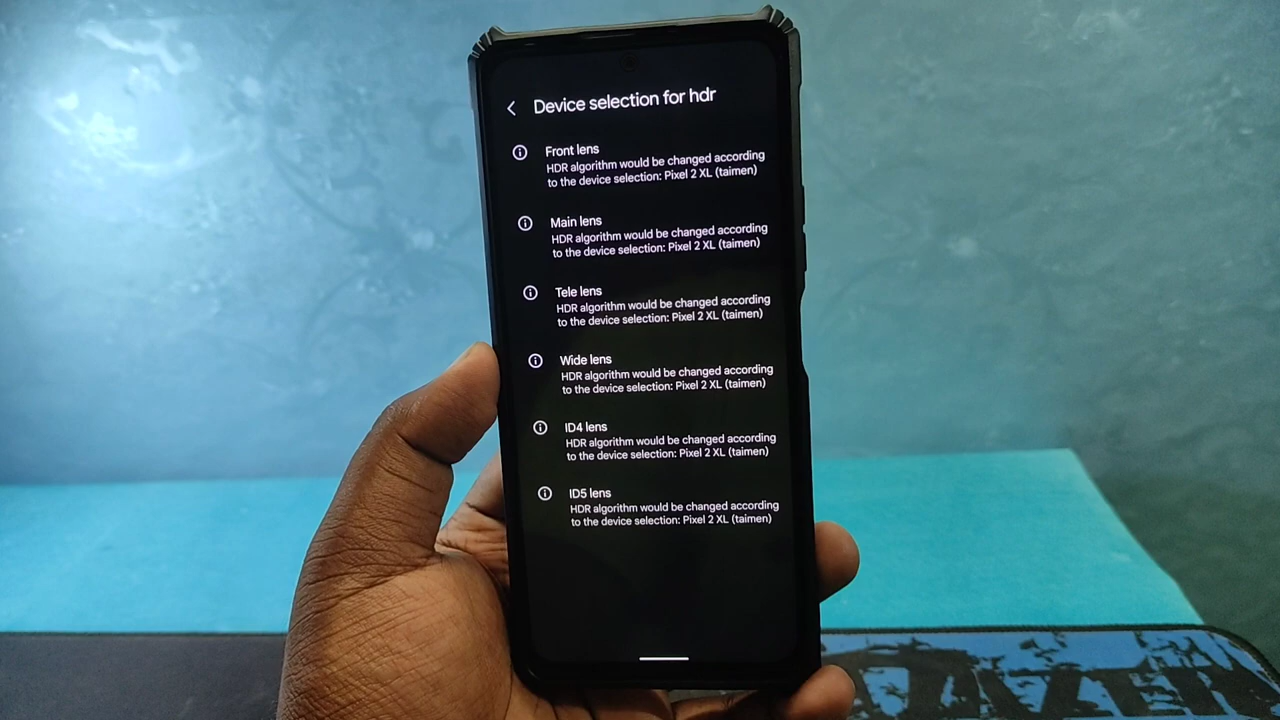 Device selection for hdr
Front lens
HDR algorithm would be changed according
to the device selection: Pixel 2 XL (taimen)
Main lens
HDR algorithm would be changed according
to the device selection: Pixel 2 XL (taimen)
Tele lens
HDR algorithm would be changed according
to the device selection: Pixel 2 XL (taimen)
Wide lens
HDR algorithm would be changed according
to the device selection: Pixel 2 XL (taimen)
ID4 lens
HDR algorithm would be changed according
to the device selection: Pixel 2 XL (taimen)
ID5 lens
HDR algorithm would be changed according
to the device selection: Pixel 2 XL (taimen)